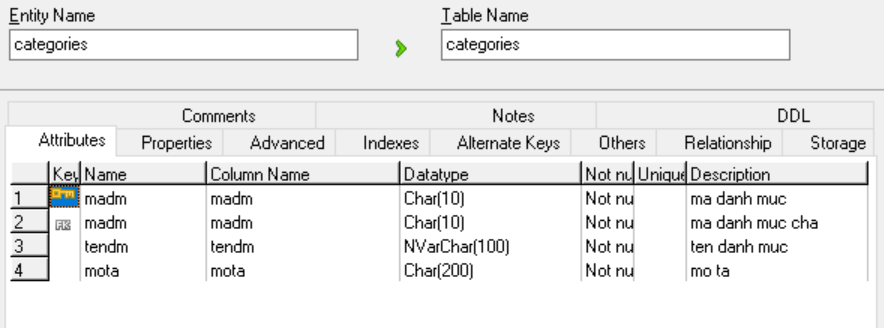 Entity Name
Table Name
categories
categories
Comments Notes DDL
Attributes Properties Advanced Indexes Alternate Keys Others Relationship Storage
Key Name Column Name Datatype Not nu Unique Description
1 madm madm Char(10) Not nu ma danh muc
2 FK madm madm Char(10) Not nu ma danh muc cha
3 tendm tendm NVarChar(100) Not nu ten danh muc
4 mota mota Char(200) Not nu mo ta